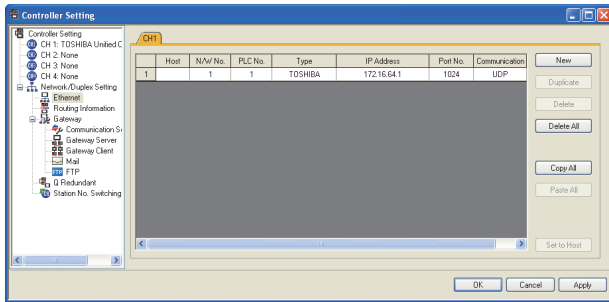 Controller Setting
Controller Setting
CH 1: TOSHIBA Unified C
CH 2: None
CH 3: None
CH 4: None
Network/Duplex Setting
Ethernet
Routing Information
Gateway
Communication S
Gateway Server
Gateway Client
Mail
FTP FTP
Q Redundant
Station No. Switching
CH1
Host N/W No. PLC No. Type IP Address Port No. Communication
1 1 1 TOSHIBA 172.16.64.1 1024 UDP
New
Duplicate
Delete
Delete All
Copy All
Paste All
Set to Host
OK Cancel Apply